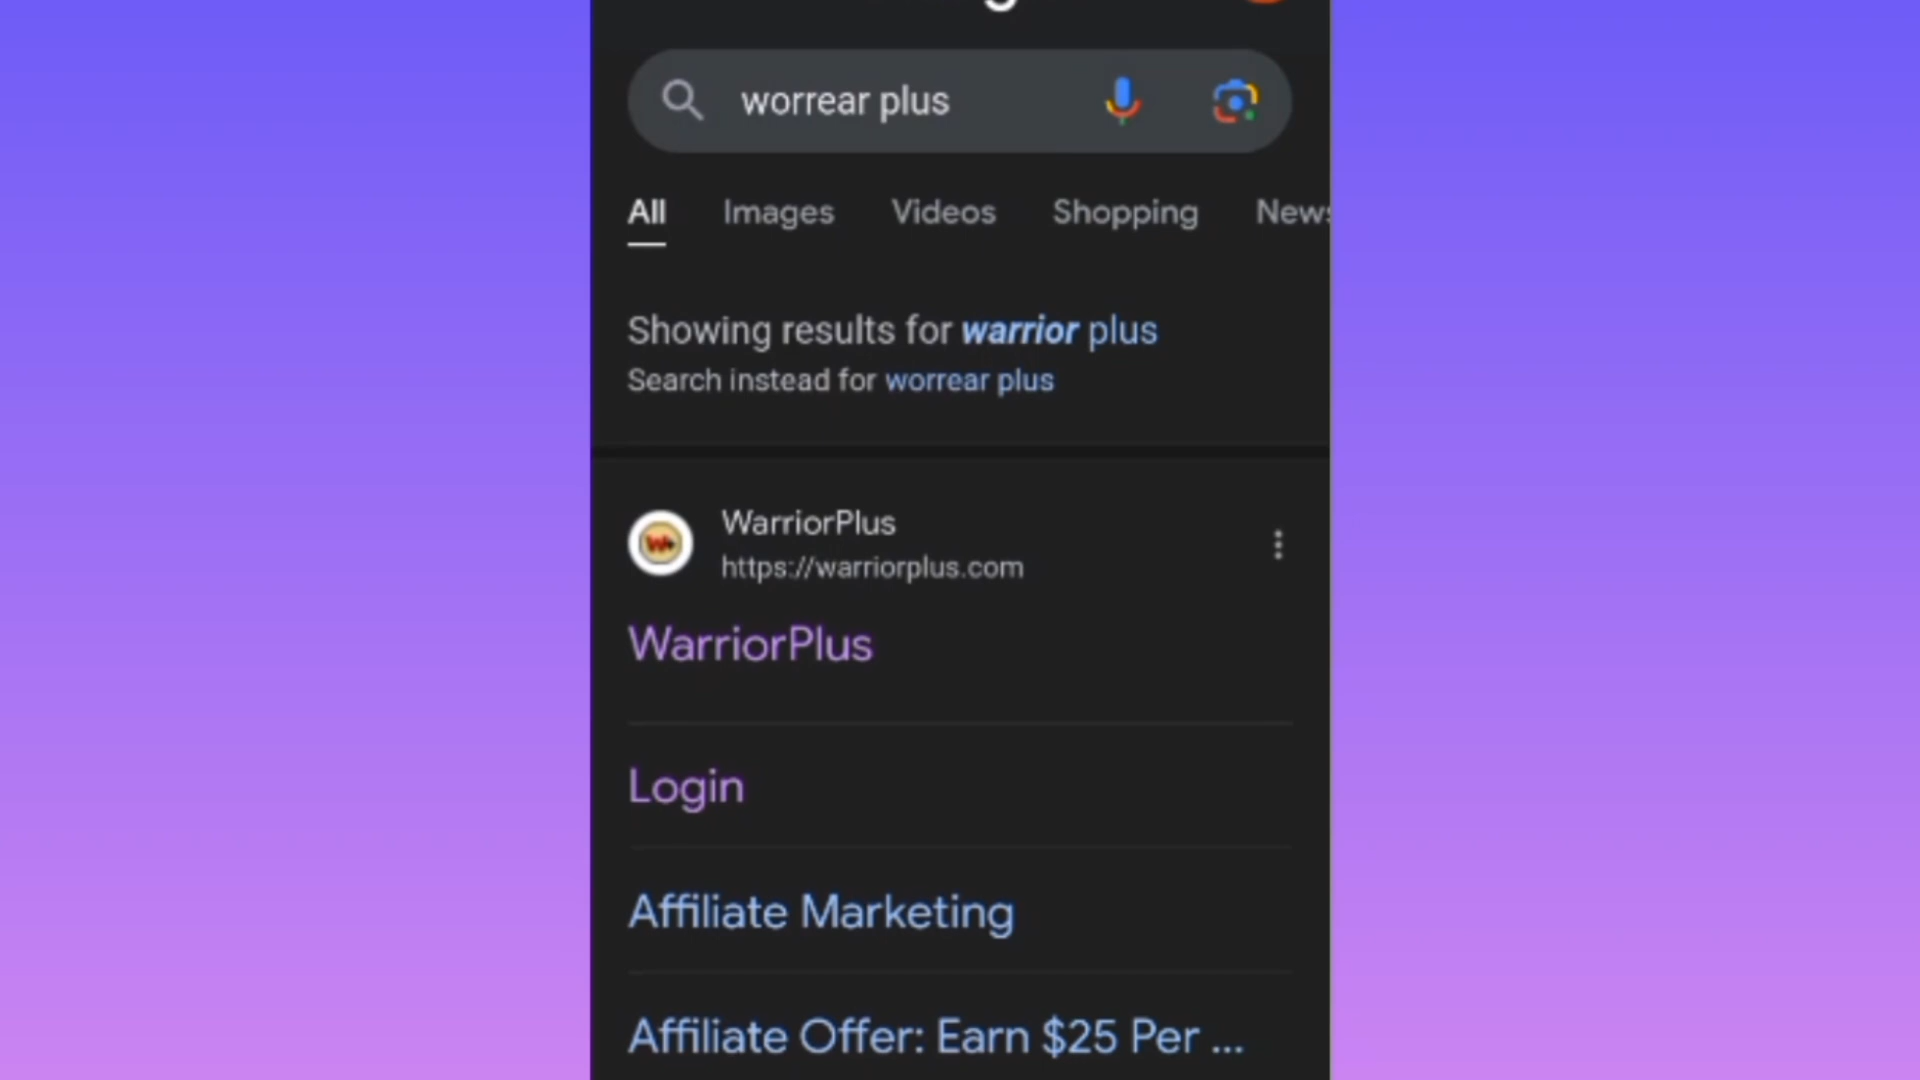 worrear plus
All Images Videos Shopping News
Showing results for warrior plus
Search instead for worrear plus
WarriorPlus
https://warriorplus.com
WarriorPlus
Login
Affiliate Marketing
Affiliate Offer: Earn $25 Per ...